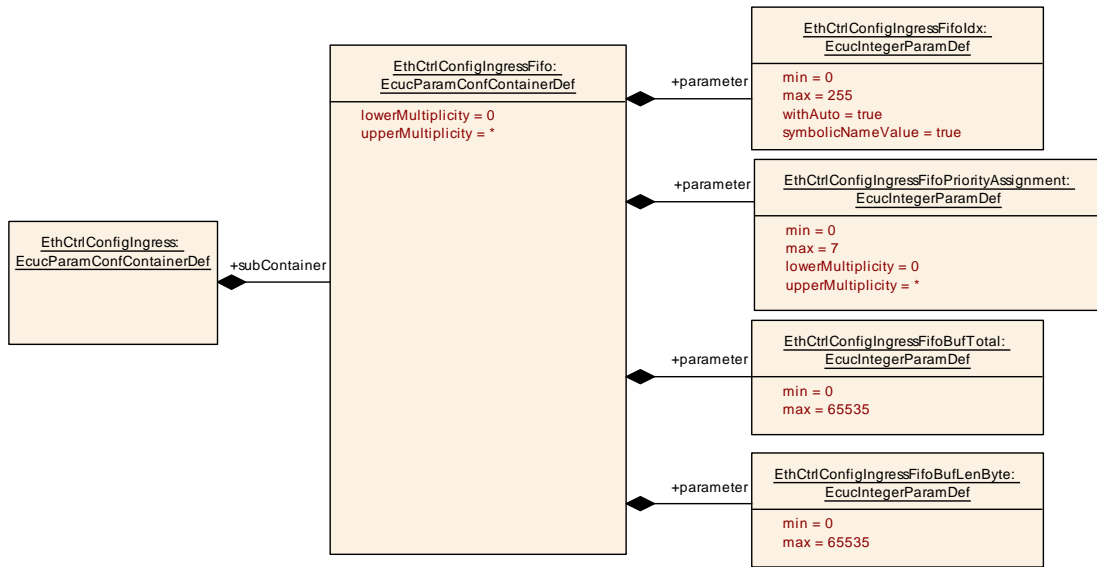 EthCtrlConfigIngress:
EcucParamConfContainerDef
+subContainer
EthCtrlConfigIngressFifo:
EcucParamConfContainerDef
lowerMultiplicity = 0
upperMultiplicity = *
+parameter
EthCtrlConfigIngressFifoIdx:
EcucIntegerParamDef
min = 0
max = 255
withAuto = true
symbolicNameValue = true
+parameter
EthCtrlConfigIngressFifoPriorityAssignment:
EcucIntegerParamDef
min = 0
max = 7
lowerMultiplicity = 0
upperMultiplicity = *
+parameter
EthCtrlConfigIngressFifoBufTotal:
EcucIntegerParamDef
min = 0
max = 65535
+parameter
EthCtrlConfigIngressFifoBufLenByte:
EcucIntegerParamDef
min = 0
max = 65535